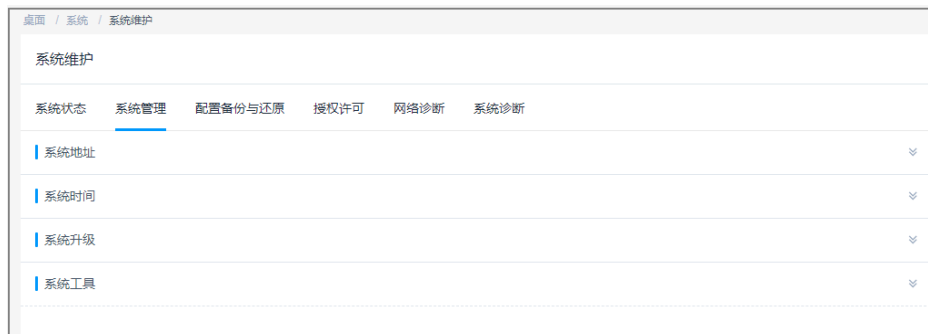 桌面 / 系统 / 系统维护
系统维护
系统状态 系统管理 配置备份与还原 授权许可 网络诊断 系统诊断
系统地址
系统时间
系统升级
系统工具